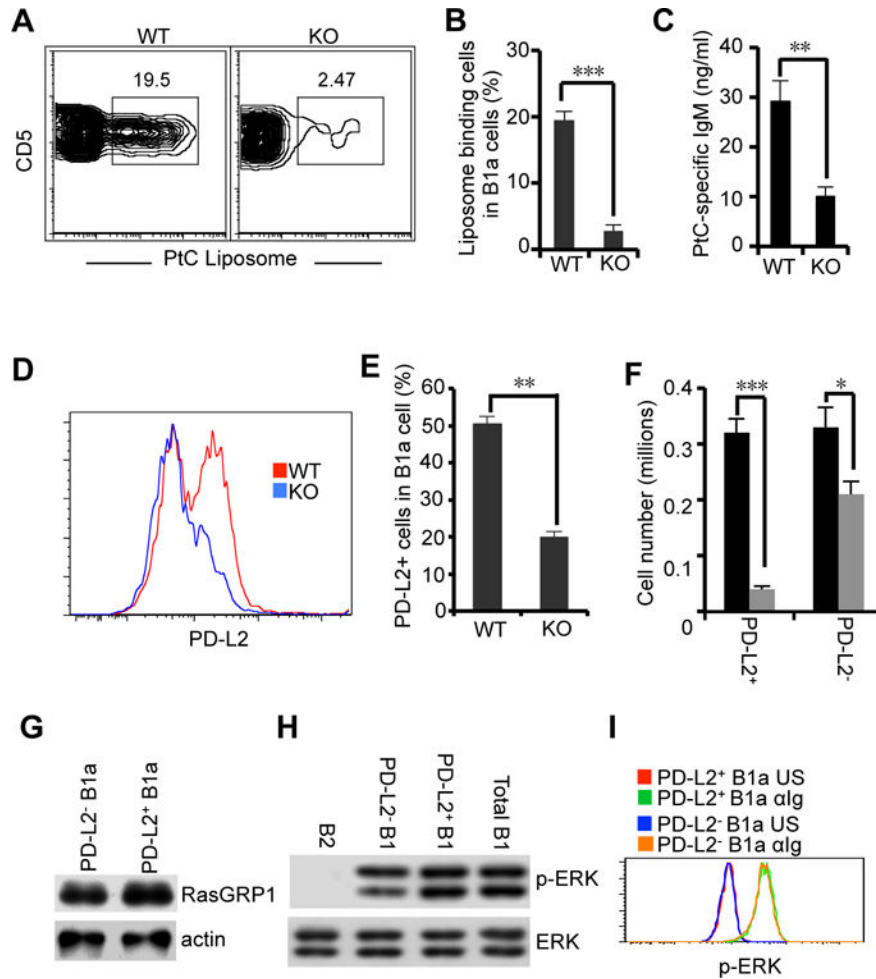 A
WT
KO
19.5
2.47
CD5
PtC Liposome
B
Liposome binding cells
in B1a cells (%)
30
20
10
0
***
WT
KO
C
PtC-specific IgM (ng/ml)
40
30
20
10
0
**
WT
KO
D
WT
KO
PD-L2
E
PD-L2+ cells in B1a cell (%)
60
50
40
30
20
10
0
**
WT
KO
F
Cell number (millions)
0.4
0.3
0.2
0.1
0
***
*
PD-L2+
PD-L2-
G
PD-L2- B1a
PD-L2+ B1a
RasGRP1
actin
H
B2
PD-L2- B1
PD-L2+ B1
Total B1
p-ERK
ERK
I
PD-L2+ B1a US
PD-L2+ B1a αIg
PD-L2- B1a US
PD-L2- B1a αIg
p-ERK